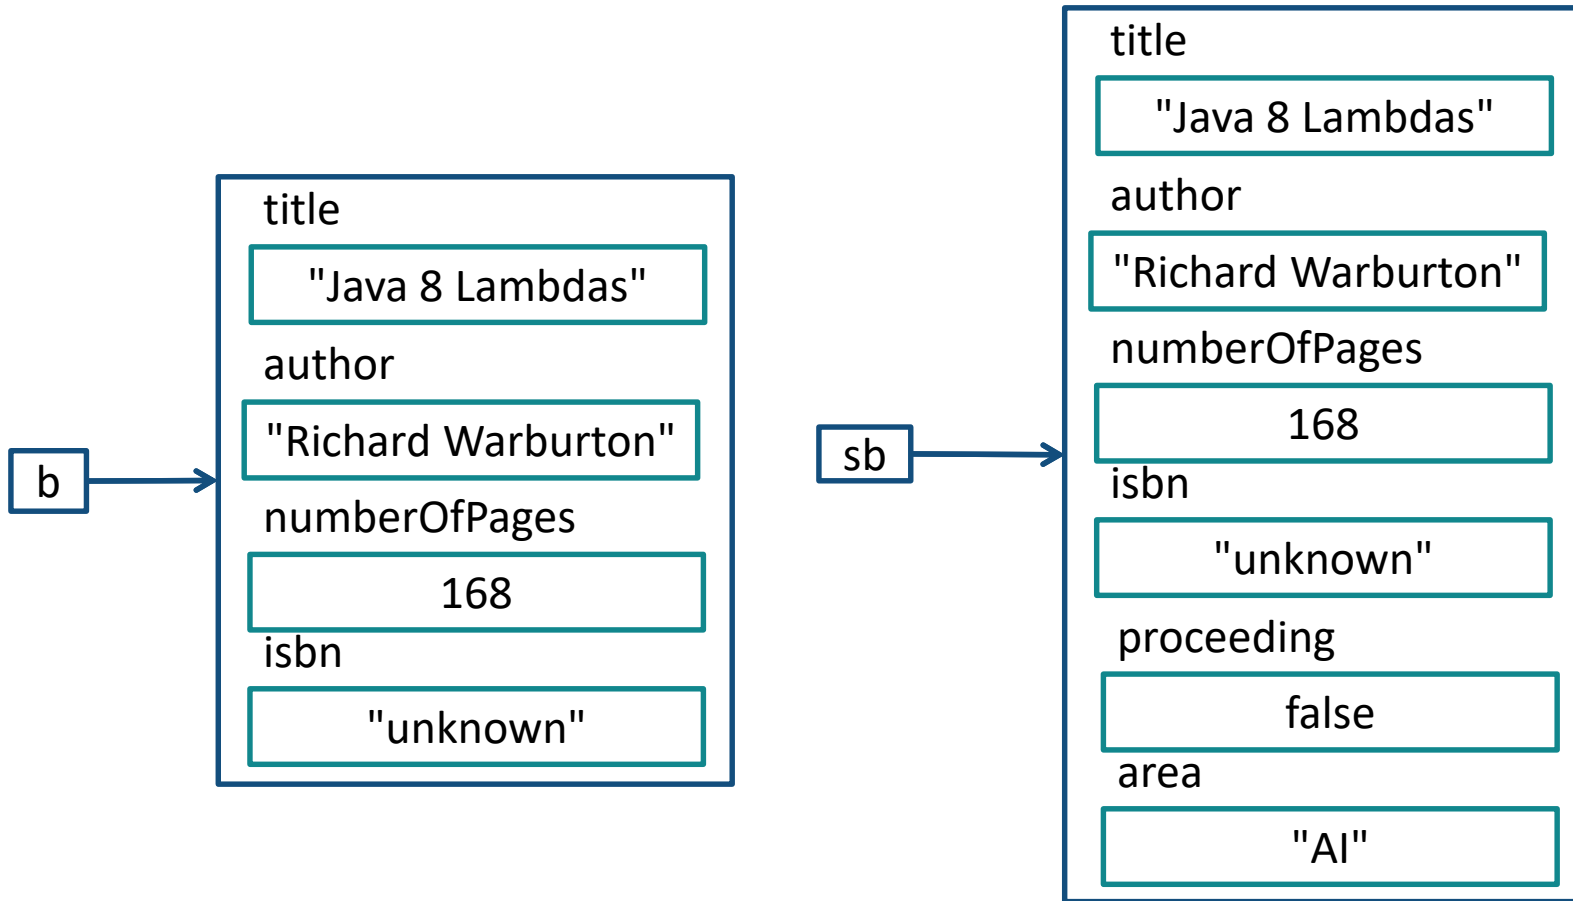 b
title
"Java 8 Lambdas"
author
"Richard Warburton"
numberOfPages
168
isbn
"unknown"
sb
title
"Java 8 Lambdas"
author
"Richard Warburton"
numberOfPages
168
isbn
"unknown"
proceeding
false
area
"AI"